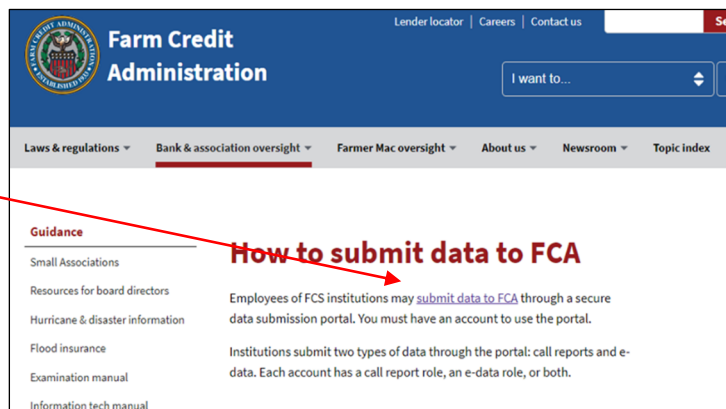 Lender locator | Careers | Contact us
Farm Credit
Administration
I want to...
Laws & regulations
Bank & association oversight
Farmer Mac oversight
About us
Newsroom
Topic index
Guidance
Small Associations
Resources for board directors
Hurricane & disaster information
Flood insurance
Examination manual
Information tech manual
How to submit data to FCA
Employees of FCS institutions may submit data to FCA through a secure
data submission portal. You must have an account to use the portal.
Institutions submit two types of data through the portal: call reports and e-
data. Each account has a call report role, an e-data role, or both.